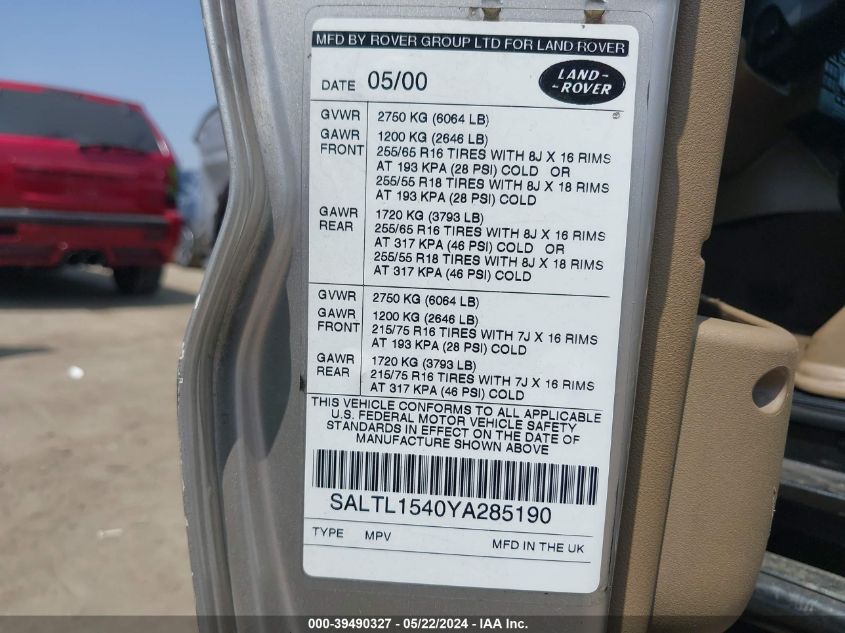 MFD BY ROVER GROUP LTD FOR LAND ROVER
DATE 05/00
LAND-
-ROVER
GVWR 2750 KG (6064 LB)
GAWR 1200 KG (2646 LB)
FRONT 255/65 R16 TIRES WITH 8J X 16 RIMS
AT 193 KPA (28 PSI) COLD OR
255/55 R18 TIRES WITH 8J X 18 RIMS
AT 193 KPA (28 PSI) COLD
GAWR 1720 KG (3793 LB)
REAR 255/65 R16 TIRES WITH 8J X 16 RIMS
AT 317 KPA (46 PSI) COLD OR
255/55 R18 TIRES WITH 8J X 18 RIMS
AT 317 KPA (46 PSI) COLD
GVWR 2750 KG (6064 LB)
GAWR 1200 KG (2646 LB)
FRONT 215/75 R16 TIRES WITH 7J X 16 RIMS
AT 193 KPA (28 PSI) COLD
GAWR 1720 KG (3793 LB)
REAR 215/75 R16 TIRES WITH 7J X 16 RIMS
AT 317 KPA (46 PSI) COLD
THIS VEHICLE CONFORMS TO ALL APPLICABLE
U.S. FEDERAL MOTOR VEHICLE SAFETY
STANDARDS IN EFFECT ON THE DATE OF
MANUFACTURE SHOWN ABOVE
SALTL1540YA285190
TYPE MPV MFD IN THE UK
000-39490327 - 05/22/2024 - IAA Inc.